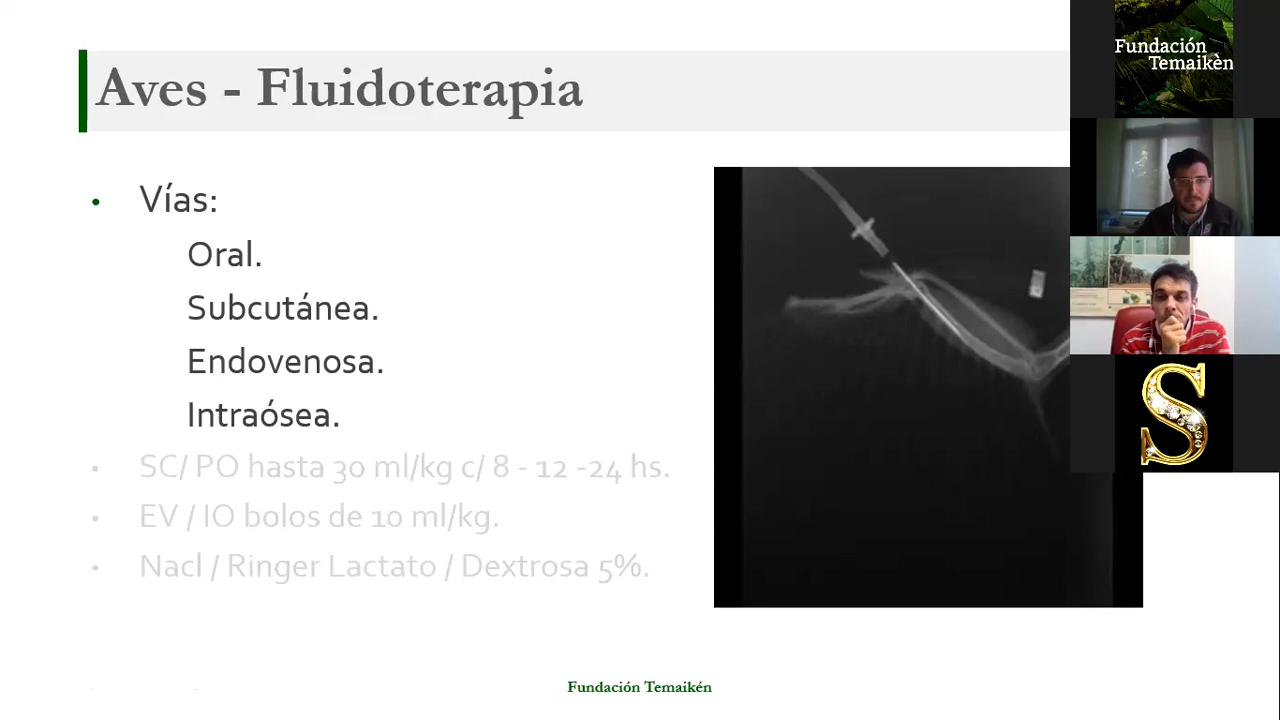 Aves - Fluidoterapia
• Vías:
Oral.
Subcutánea.
Endovenosa.
Intraósea.
• SC/ PO hasta 30 ml/kg c/ 8 - 12 -24 hs.
• EV / IO bolos de 10 ml/kg.
• Nacl / Ringer Lactato / Dextrosa 5%.
Fundación Temaikén
Fundación
Temaikèn
S